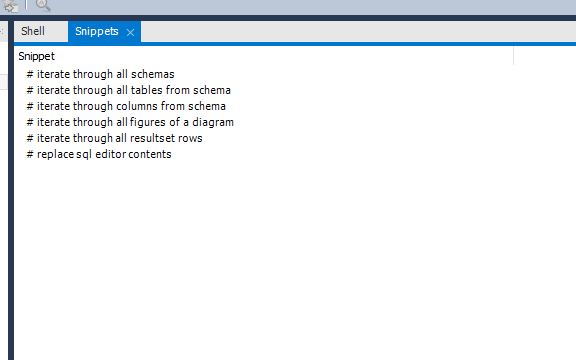 Shell Snippets
Snippet
# iterate through all schemas
# iterate through all tables from schema
# iterate through columns from schema
# iterate through all figures of a diagram
# iterate through all resultset rows
# replace sql editor contents